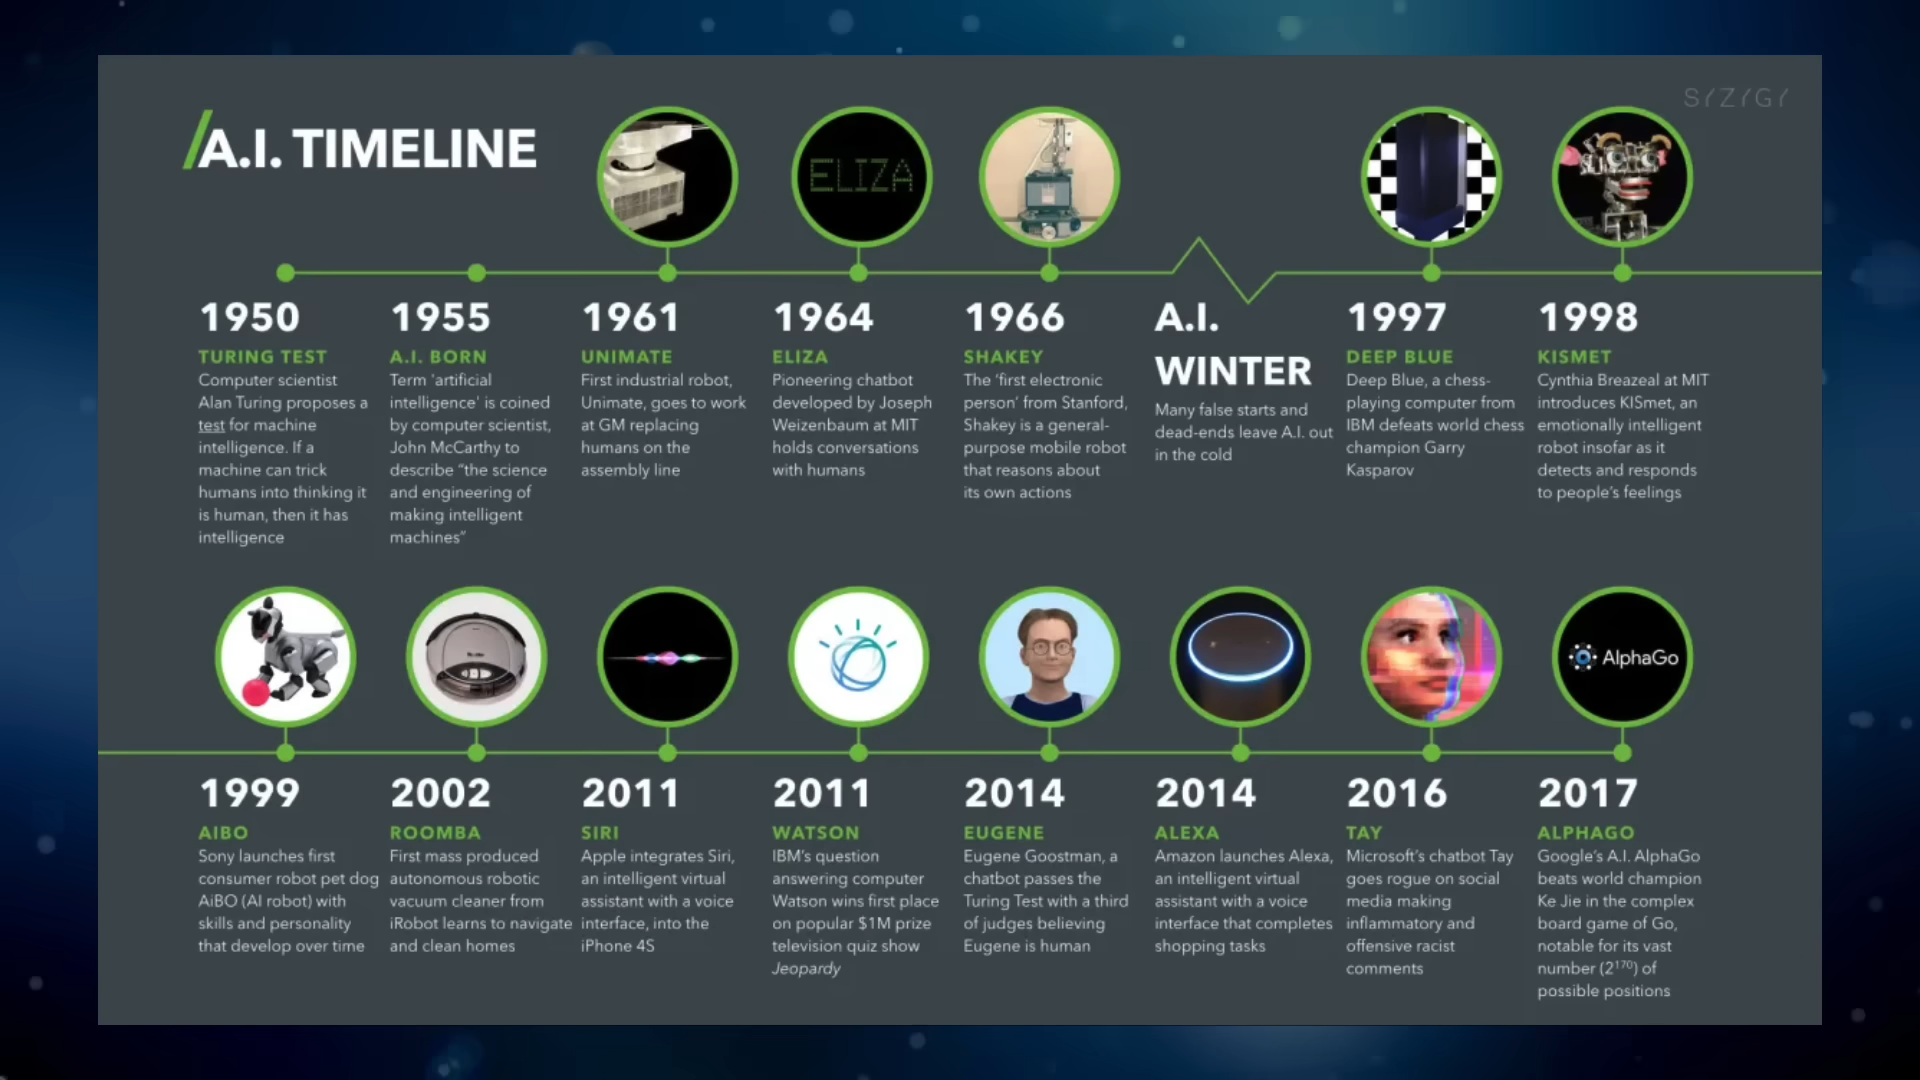 SYZYGY
/A.I. TIMELINE
ELIZA
1950
TURING TEST
Computer scientist
Alan Turing proposes a
test for machine
intelligence. If a
machine can trick
humans into thinking it
is human, then it has
intelligence
1955
A.I. BORN
Term 'artificial
intelligence' is coined
by computer scientist,
John McCarthy to
describe “the science
and engineering of
making intelligent
machines”
1961
UNIMATE
First industrial robot,
Unimate, goes to work
at GM replacing
humans on the
assembly line
1964
ELIZA
Pioneering chatbot
developed by Joseph
Weizenbaum at MIT
holds conversations
with humans
1966
SHAKEY
The ‘first electronic
person’ from Stanford,
Shakey is a general-
purpose mobile robot
that reasons about
its own actions
A.I.
WINTER
Many false starts and
dead-ends leave A.I. out
in the cold
1997
DEEP BLUE
Deep Blue, a chess-
playing computer from
IBM defeats world chess
champion Garry
Kasparov
1998
KISMET
Cynthia Breazeal at MIT
introduces KISmet, an
emotionally intelligent
robot insofar as it
detects and responds
to people’s feelings
AlphaGo
1999
AIBO
Sony launches first
consumer robot pet dog
AiBO (AI robot) with
skills and personality
that develop over time
2002
ROOMBA
First mass produced
autonomous robotic
vacuum cleaner from
iRobot learns to navigate
and clean homes
2011
SIRI
Apple integrates Siri,
an intelligent virtual
assistant with a voice
interface, into the
iPhone 4S
2011
WATSON
IBM’s question
answering computer
Watson wins first place
on popular $1M prize
television quiz show
Jeopardy
2014
EUGENE
Eugene Goostman, a
chatbot passes the
Turing Test with a third
of judges believing
Eugene is human
2014
ALEXA
Amazon launches Alexa,
an intelligent virtual
assistant with a voice
interface that completes
shopping tasks
2016
TAY
Microsoft’s chatbot Tay
goes rogue on social
media making
inflammatory and
offensive racist
comments
2017
ALPHAGO
Google’s A.I. AlphaGo
beats world champion
Ke Jie in the complex
board game of Go,
notable for its vast
number (2¹⁷⁰) of
possible positions